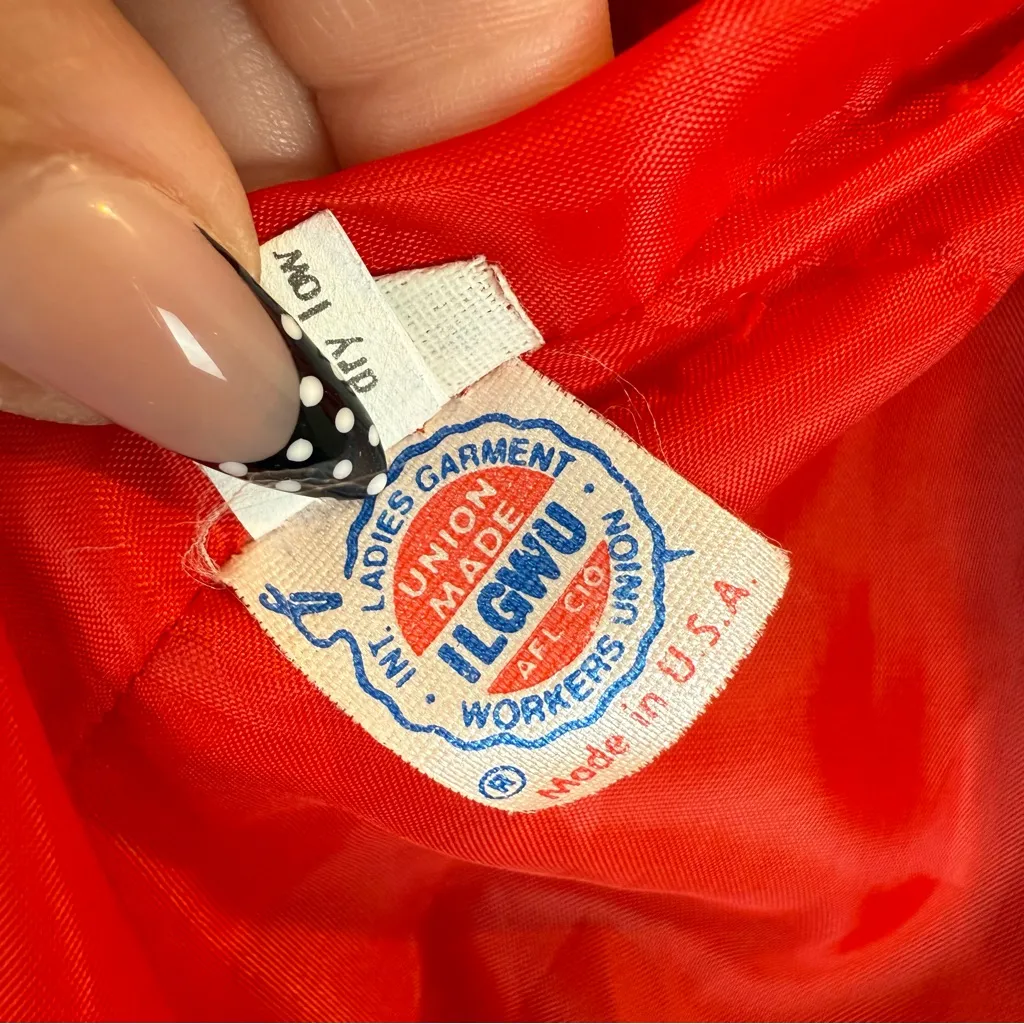 dry low
INT. LADIES GARMENT
UNION
MADE
ILGWU
AFL-CIO
WORKERS UNION
®
Made in U.S.A.